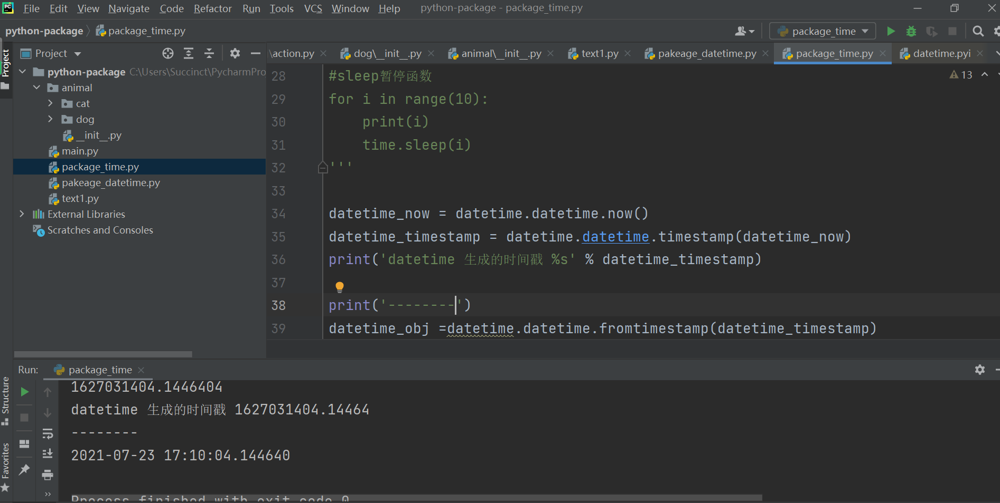 PC File Edit View Navigate Code Refactor Run Tools VCS Window Help python-package - package_time.py
python-package package_time.py package_time
Project
Project \action.py dog\__init__.py animal\__init__.py text1.py pakeage_datetime.py package_time.py datetime.pyi
python-package C:\Users\Succinct\PycharmPro
animal
cat
dog
__init__.py
main.py
package_time.py
pakeage_datetime.py
text1.py
External Libraries
Scratches and Consoles
13
28 #sleep暂停函数
29 for i in range(10):
30 print(i)
31 time.sleep(i)
32 '''
33
34 datetime_now = datetime.datetime.now()
35 datetime_timestamp = datetime.datetime.timestamp(datetime_now)
36 print('datetime 生成的时间戳 %s' % datetime_timestamp)
37
38 print('--------')
39 datetime_obj =datetime.datetime.fromtimestamp(datetime_timestamp)
Run: package_time
Structure
Favorites
1627031404.1446404
datetime 生成的时间戳 1627031404.14464
--------
2021-07-23 17:10:04.144640
Process finished with exit code 0